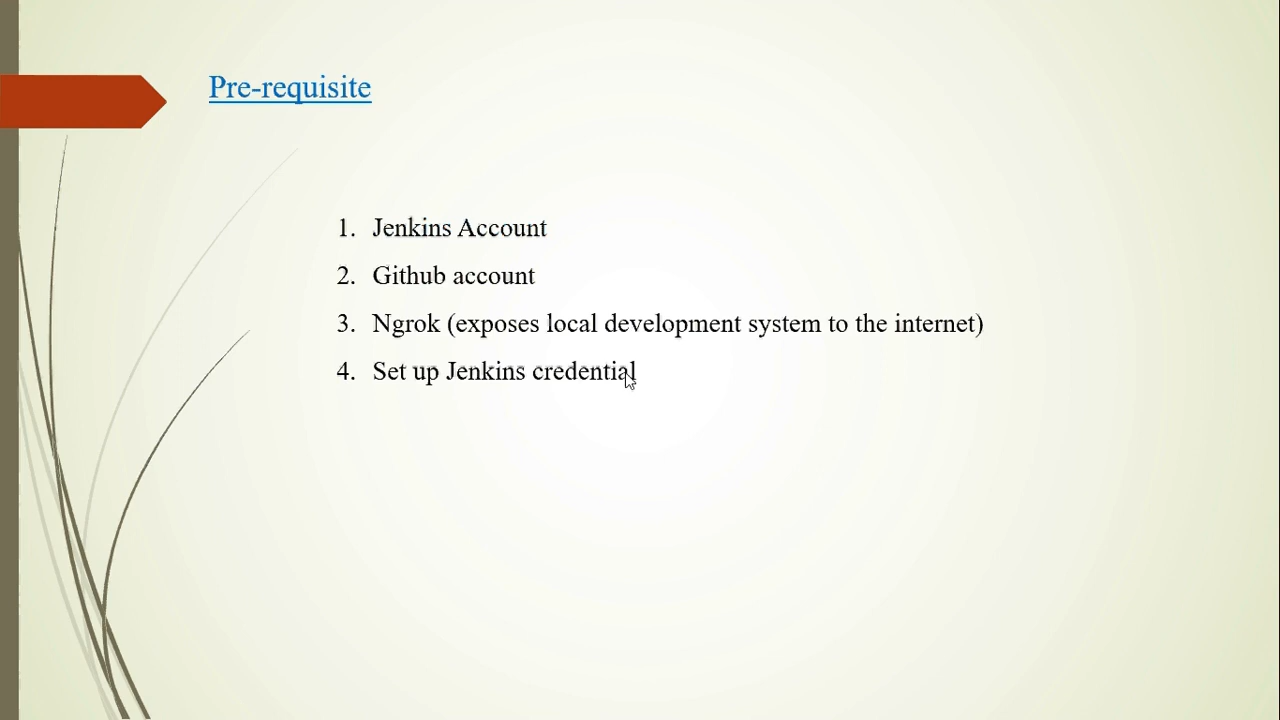 Pre-requisite
1. Jenkins Account
2. Github account
3. Ngrok (exposes local development system to the internet)
4. Set up Jenkins credential